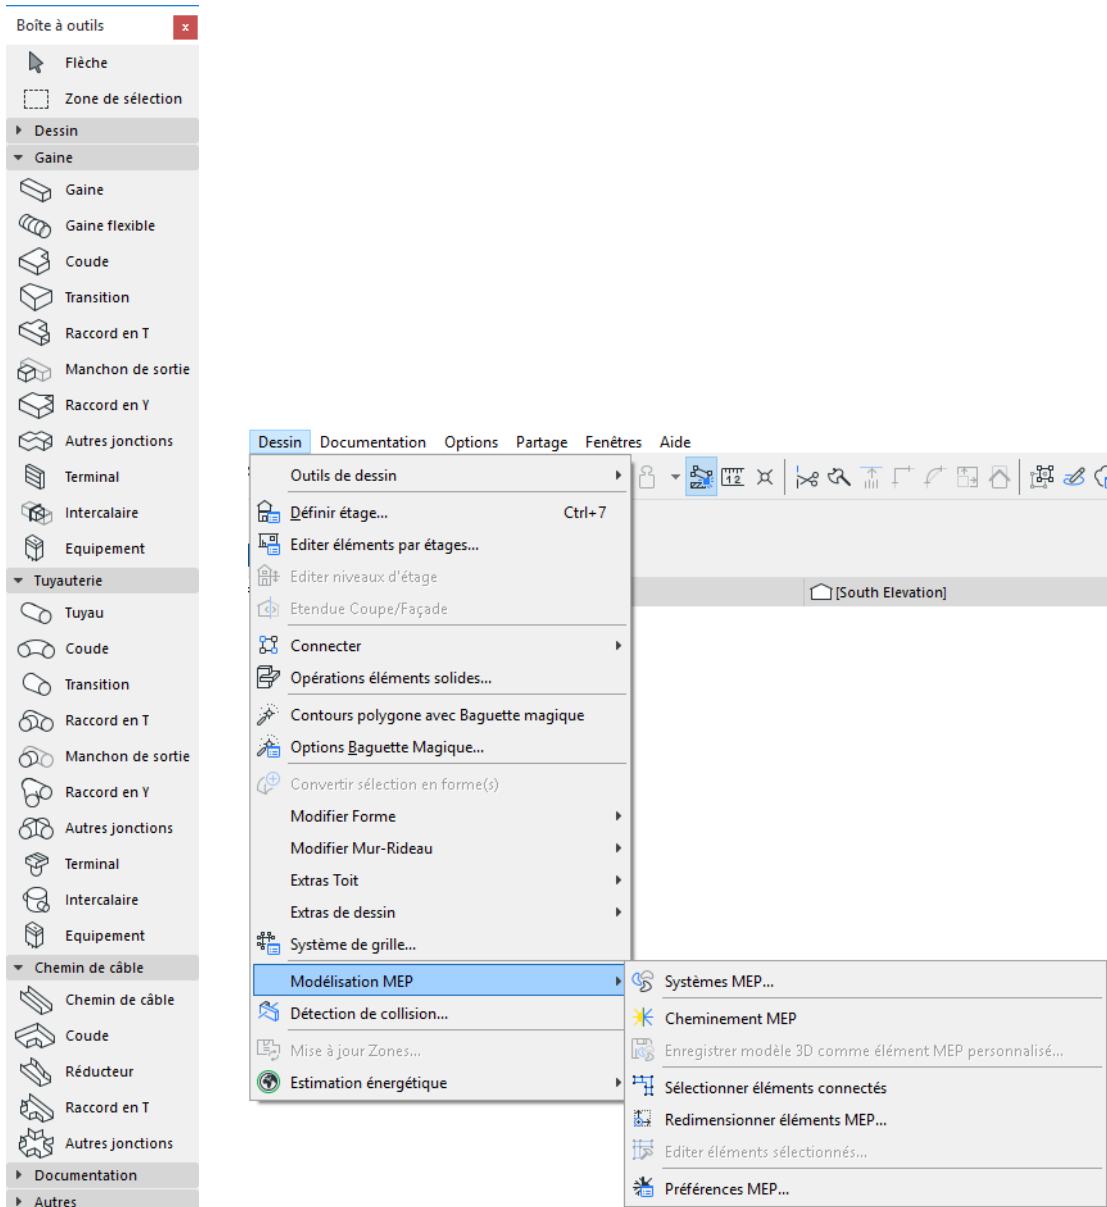 Boîte à outils
x
Flèche
Zone de sélection
Dessin
Gaine
Gaine
Gaine flexible
Coude
Transition
Raccord en T
Manchon de sortie
Raccord en Y
Autres jonctions
Terminal
Intercalaire
Equipement
Tuyauterie
Tuyau
Coude
Transition
Raccord en T
Manchon de sortie
Raccord en Y
Autres jonctions
Terminal
Intercalaire
Equipement
Chemin de câble
Chemin de câble
Coude
Réducteur
Raccord en T
Autres jonctions
Documentation
Autres
Dessin Documentation Options Partage Fenêtres Aide
Outils de dessin
Définir étage... Ctrl+7
Editer éléments par étages...
Editer niveaux d'étage
Etendue Coupe/Façade
Connecter
Opérations éléments solides...
Contours polygone avec Baguette magique
Options Baguette Magique...
Convertir sélection en forme(s)
Modifier Forme
Modifier Mur-Rideau
Extras Toit
Extras de dessin
Système de grille...
Modélisation MEP
Détection de collision...
Mise à jour Zones...
Estimation énergétique
1 2
[South Elevation]
Systèmes MEP...
Cheminement MEP
Enregistrer modèle 3D comme élément MEP personnalisé...
Sélectionner éléments connectés
Redimensionner éléments MEP...
Editer éléments sélectionnés...
Préférences MEP...